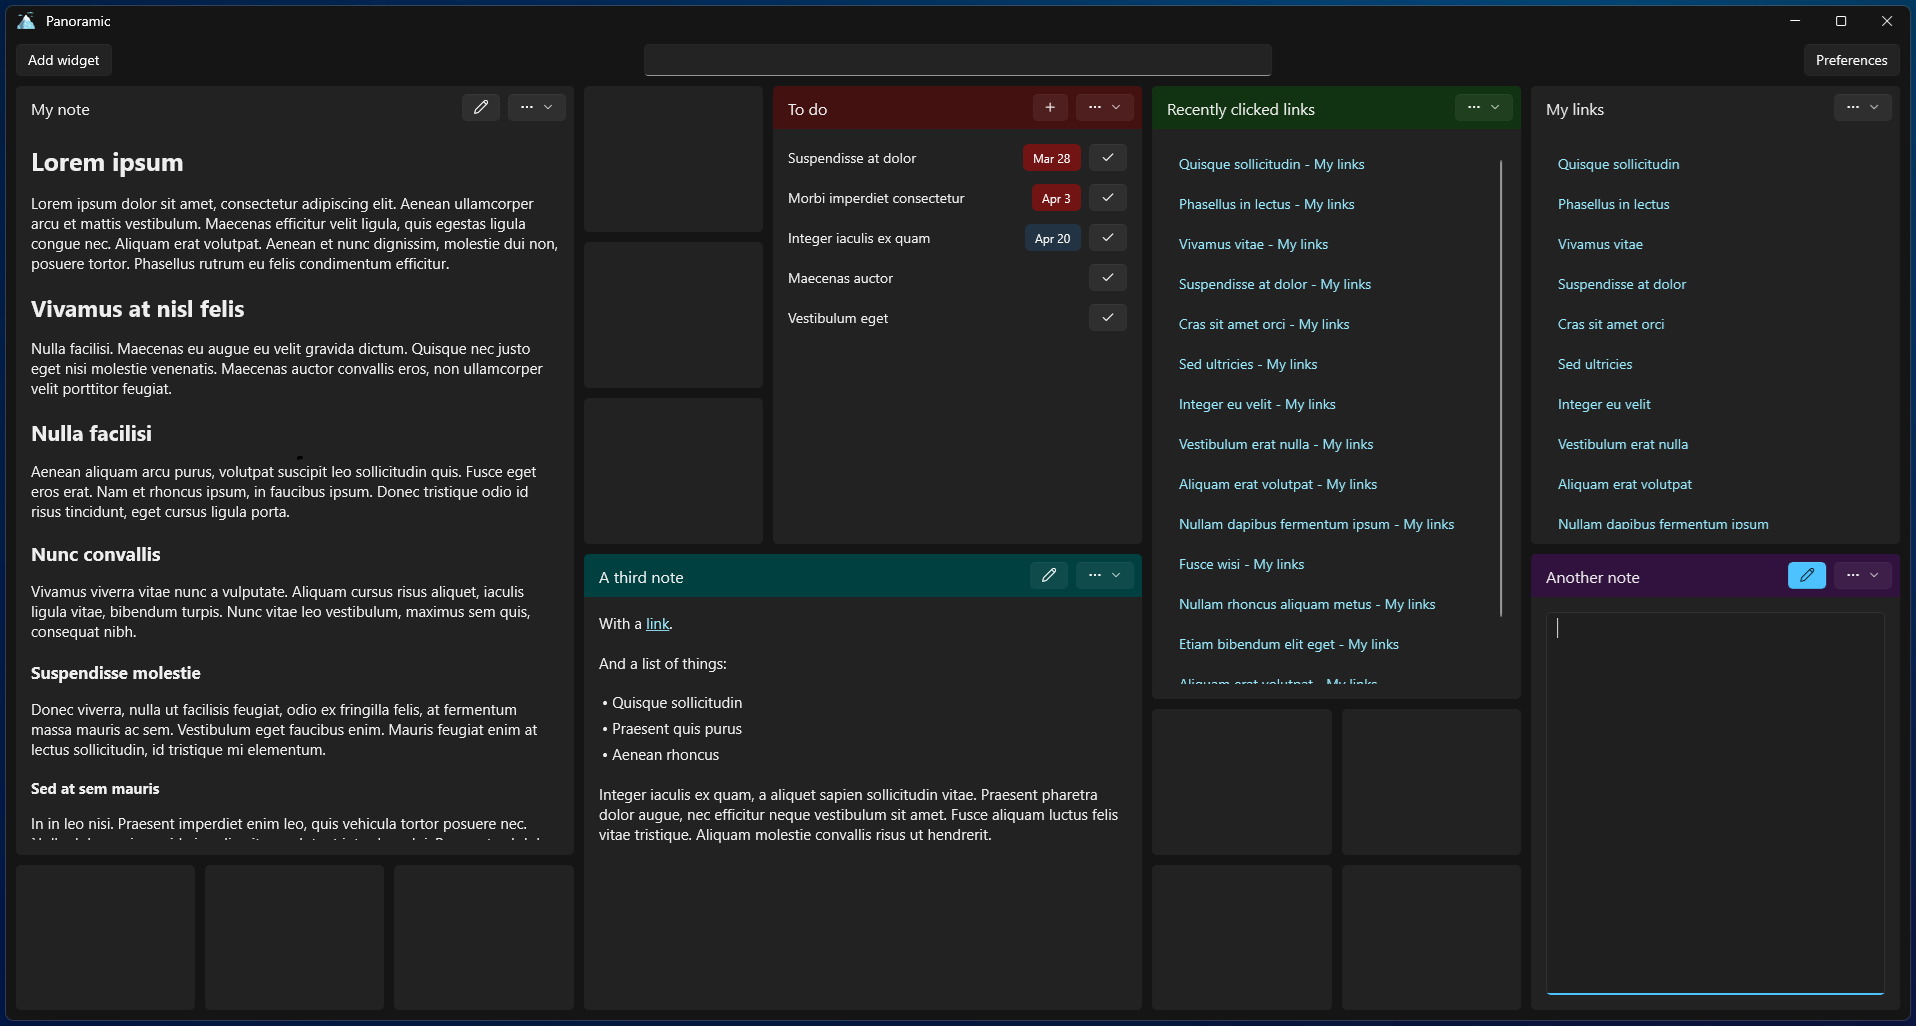 Panoramic
Add widget
Preferences
My note
Lorem ipsum
Lorem ipsum dolor sit amet, consectetur adipiscing elit. Aenean ullamcorper
arcu et mattis vestibulum. Maecenas efficitur velit ligula, quis egestas ligula
congue nec. Aliquam erat volutpat. Aenean et nunc dignissim, molestie dui non,
posuere tortor. Phasellus rutrum eu felis condimentum efficitur.
Vivamus at nisl felis
Nulla facilisi. Maecenas eu augue eu velit gravida dictum. Quisque nec justo
eget nisi molestie venenatis. Maecenas auctor convallis eros, non ullamcorper
velit porttitor feugiat.
Nulla facilisi
Aenean aliquam arcu purus, volutpat suscipit leo sollicitudin quis. Fusce eget
eros erat. Nam et rhoncus ipsum, in faucibus ipsum. Donec tristique odio id
risus tincidunt, eget cursus ligula porta.
Nunc convallis
Vivamus viverra vitae nunc a vulputate. Aliquam cursus risus aliquet, iaculis
ligula vitae, bibendum turpis. Nunc vitae leo vestibulum, maximus sem quis,
consequat nibh.
Suspendisse molestie
Donec viverra, nulla ut facilisis feugiat, odio ex fringilla felis, at fermentum
massa mauris ac sem. Vestibulum eget faucibus enim. Mauris feugiat enim at
lectus sollicitudin, id tristique mi elementum.
Sed at sem mauris
In in leo nisi. Praesent imperdiet enim leo, quis vehicula tortor posuere nec.
To do
Suspendisse at dolor Mar 28
Morbi imperdiet consectetur Apr 3
Integer iaculis ex quam Apr 20
Maecenas auctor
Vestibulum eget
A third note
With a link.
And a list of things:
• Quisque sollicitudin
• Praesent quis purus
• Aenean rhoncus
Integer iaculis ex quam, a aliquet sapien sollicitudin vitae. Praesent pharetra
dolor augue, nec efficitur neque vestibulum sit amet. Fusce aliquam luctus felis
vitae tristique. Aliquam molestie convallis risus ut hendrerit.
Recently clicked links
Quisque sollicitudin - My links
Phasellus in lectus - My links
Vivamus vitae - My links
Suspendisse at dolor - My links
Cras sit amet orci - My links
Sed ultricies - My links
Integer eu velit - My links
Vestibulum erat nulla - My links
Aliquam erat volutpat - My links
Nullam dapibus fermentum ipsum - My links
Fusce wisi - My links
Nullam rhoncus aliquam metus - My links
Etiam bibendum elit eget - My links
Aliquam erat volutpat - My links
My links
Quisque sollicitudin
Phasellus in lectus
Vivamus vitae
Suspendisse at dolor
Cras sit amet orci
Sed ultricies
Integer eu velit
Vestibulum erat nulla
Aliquam erat volutpat
Nullam dapibus fermentum ipsum
Another note